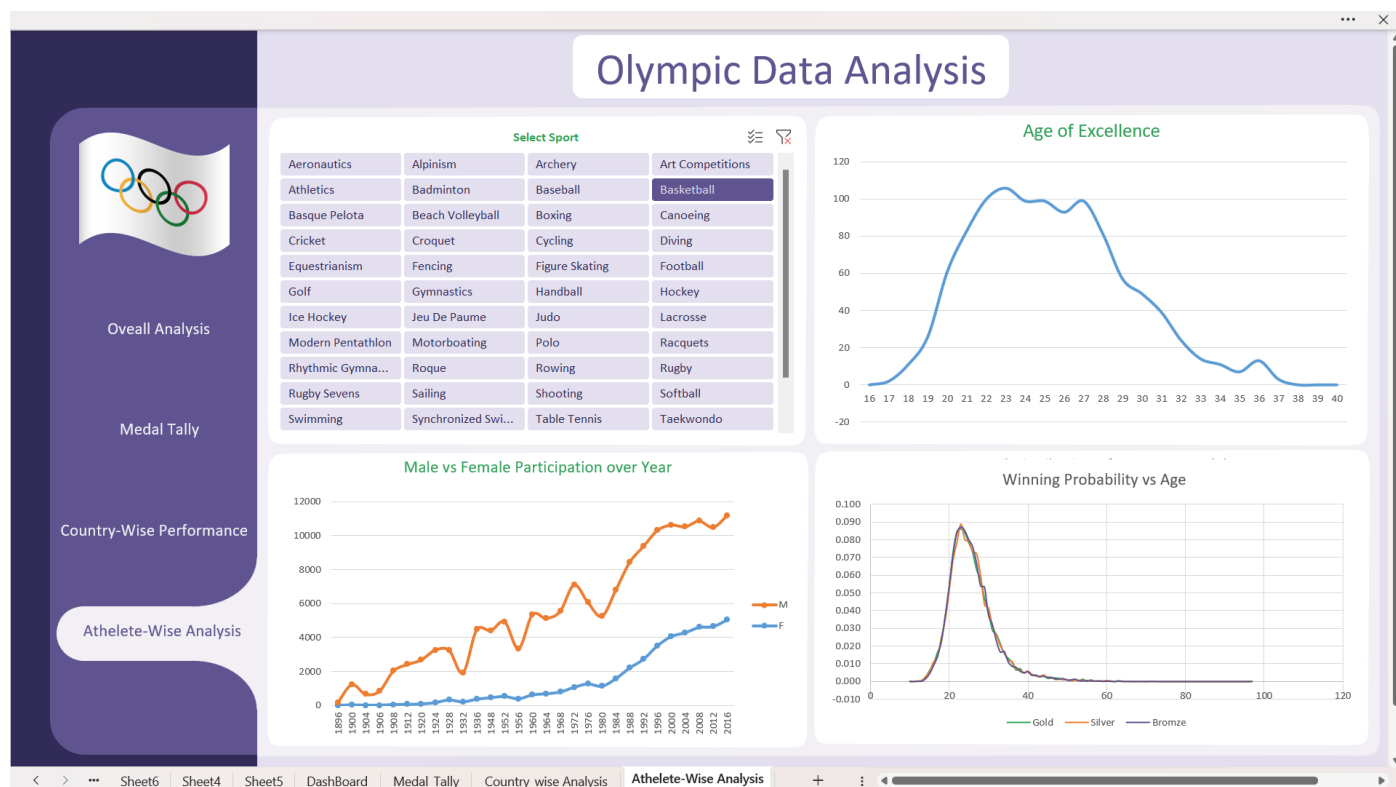 Olympic Data Analysis
Oveall Analysis
Medal Tally
Country-Wise Performance
Athelete-Wise Analysis
Select Sport
Aeronautics Alpinism Archery Art Competitions
Athletics Badminton Baseball Basketball
Basque Pelota Beach Volleyball Boxing Canoeing
Cricket Croquet Cycling Diving
Equestrianism Fencing Figure Skating Football
Golf Gymnastics Handball Hockey
Ice Hockey Jeu De Paume Judo Lacrosse
Modern Pentathlon Motorboating Polo Racquets
Rhythmic Gymna... Roque Rowing Rugby
Rugby Sevens Sailing Shooting Softball
Swimming Synchronized Swi... Table Tennis Taekwondo
Age of Excellence
120
100
80
60
40
20
0
-20
16 17 18 19 20 21 22 23 24 25 26 27 28 29 30 31 32 33 34 35 36 37 38 39 40
Male vs Female Participation over Year
12000
10000
8000
6000
4000
2000
0
1896 1900 1904 1906 1908 1912 1920 1924 1928 1932 1936 1948 1952 1956 1960 1964 1968 1972 1976 1980 1984 1988 1992 1996 2000 2004 2008 2012 2016
M
F
Winning Probability vs Age
0.100
0.090
0.080
0.070
0.060
0.050
0.040
0.030
0.020
0.010
0.000
-0.010
0 20 40 60 80 100 120
Gold Silver Bromze
Sheet6 Sheet4 Sheet5 DashBoard Medal Tally Country wise Analysis Athelete-Wise Analysis